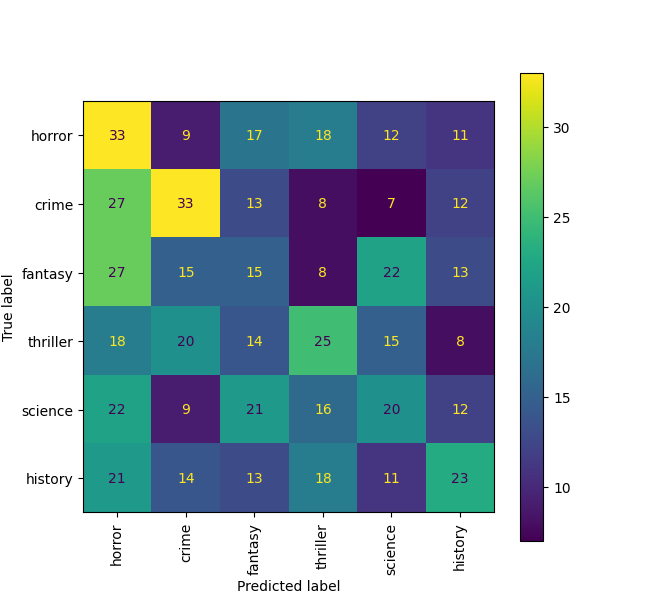 horror 33 9 17 18 12 11
crime 27 33 13 8 7 12
fantasy 27 15 15 8 22 13
thriller 18 20 14 25 15 8
science 22 9 21 16 20 12
history 21 14 13 18 11 23
True label
horror crime fantasy thriller science history
Predicted label
30
25
20
15
10